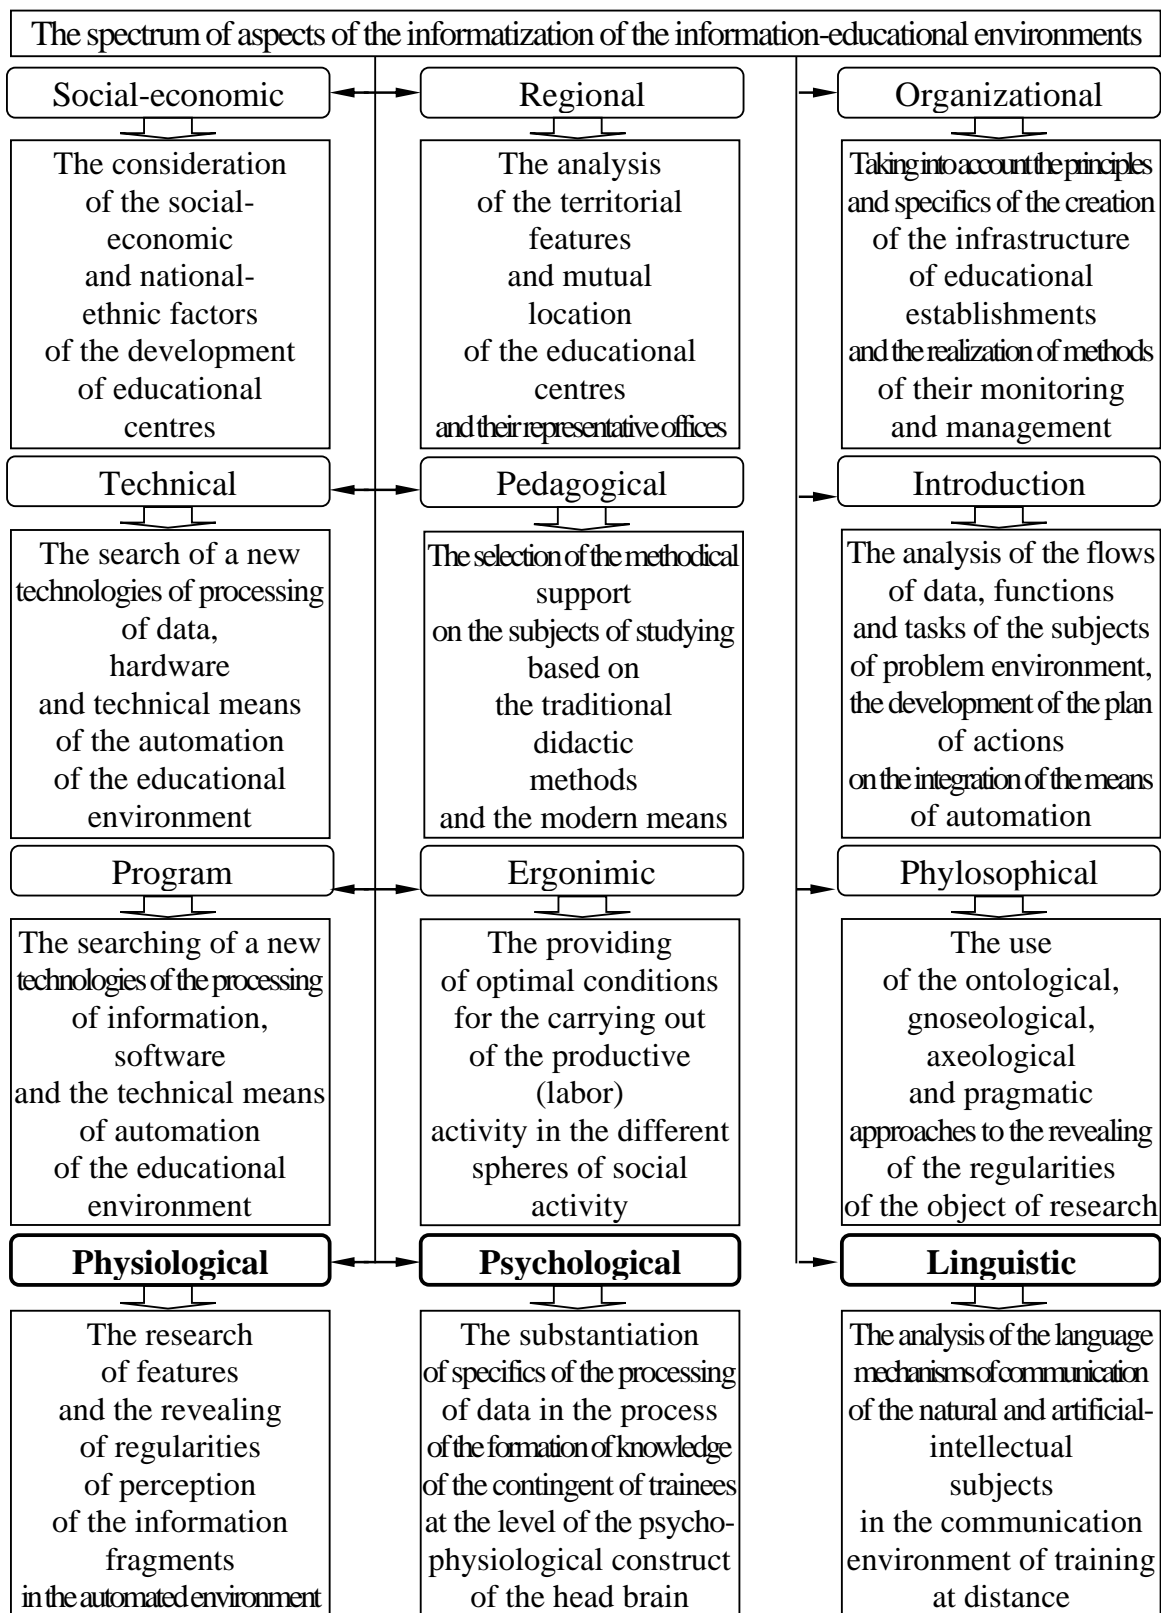 The spectrum of aspects of the informatization of the information-educational environments
Social-economic
The consideration
of the social-
economic
and national-
ethnic factors
of the development
of educational
centres
Regional
The analysis
of the territorial
features
and mutual
location
of the educational
centres
and their representative offices
Organizational
Taking into account the principles
and specifics of the creation
of the infrastructure
of educational
establishments
and the realization of methods
of their monitoring
and management
Technical
The search of a new
technologies of processing
of data,
hardware
and technical means
of the automation
of the educational
environment
Pedagogical
The selection of the methodical
support
on the subjects of studying
based on
the traditional
didactic
methods
and the modern means
Introduction
The analysis of the flows
of data, functions
and tasks of the subjects
of problem environment,
the development of the plan
of actions
on the integration of the means
of automation
Program
The searching of a new
technologies of the processing
of information,
software
and the technical means
of automation
of the educational
environment
Ergonimic
The providing
of optimal conditions
for the carrying out
of the productive
(labor)
activity in the different
spheres of social
activity
Phylosophical
The use
of the ontological,
gnoseological,
axeological
and pragmatic
approaches to the revealing
of the regularities
of the object of research
Physiological
The research
of features
and the revealing
of regularities
of perception
of the information
fragments
in the automated environment
Psychological
The substantiation
of specifics of the processing
of data in the process
of the formation of knowledge
of the contingent of trainees
at the level of the psycho-
physiological construct
of the head brain
Linguistic
The analysis of the language
mechanisms of communication
of the natural and artificial-
intellectual
subjects
in the communication
environment of training
at distance